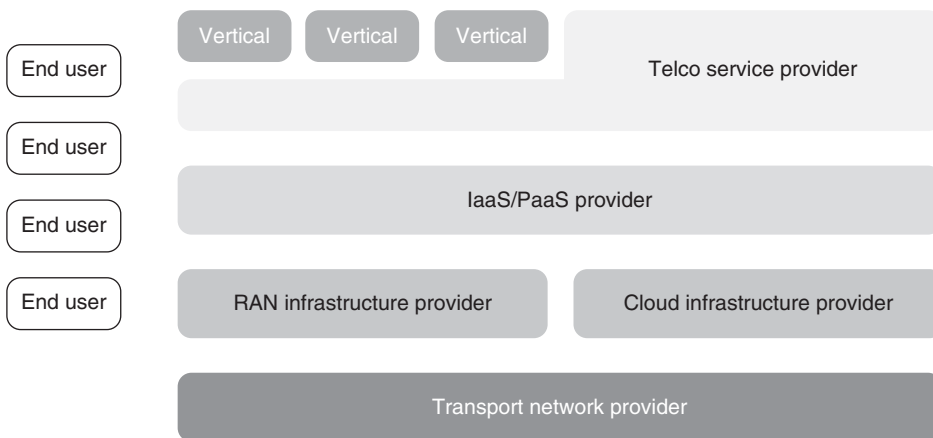 Vertical Vertical Vertical
Telco service provider
End user
End user
IaaS/PaaS provider
End user
End user
RAN infrastructure provider
Cloud infrastructure provider
Transport network provider